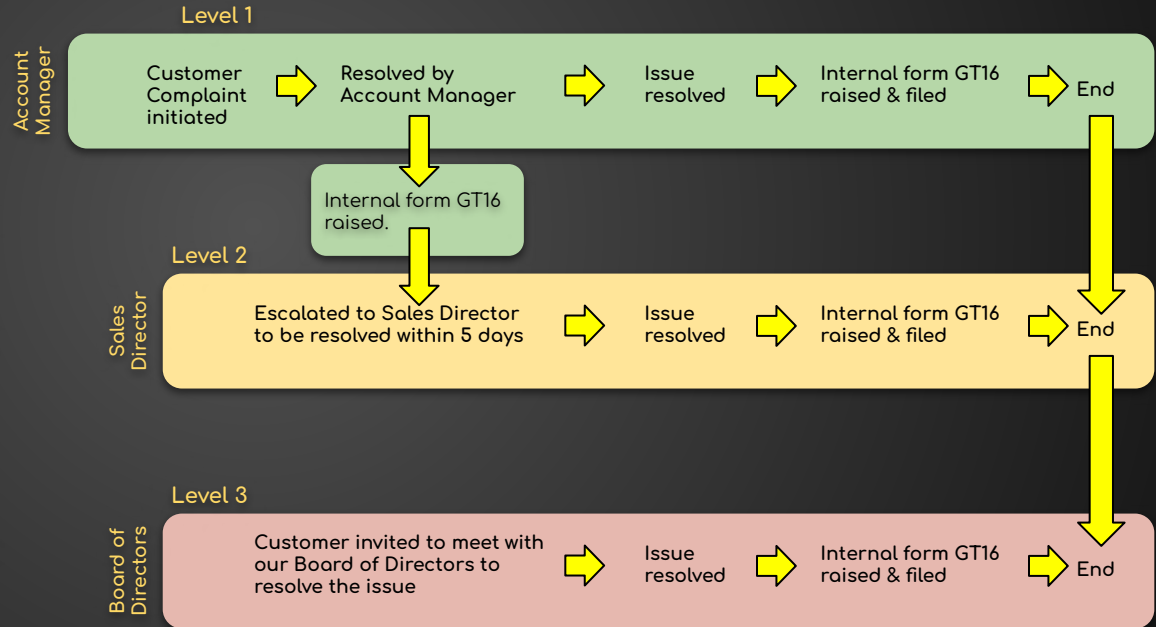 Level 1
Account
Manager
Customer
Complaint
initiated
Resolved by
Account Manager
Issue
resolved
Internal form GT16
raised & filed
End
Internal form GT16
raised.
Level 2
Sales
Director
Escalated to Sales Director
to be resolved within 5 days
Issue
resolved
Internal form GT16
raised & filed
End
Level 3
Board of
Directors
Customer invited to meet with
our Board of Directors to
resolve the issue
Issue
resolved
Internal form GT16
raised & filed
End